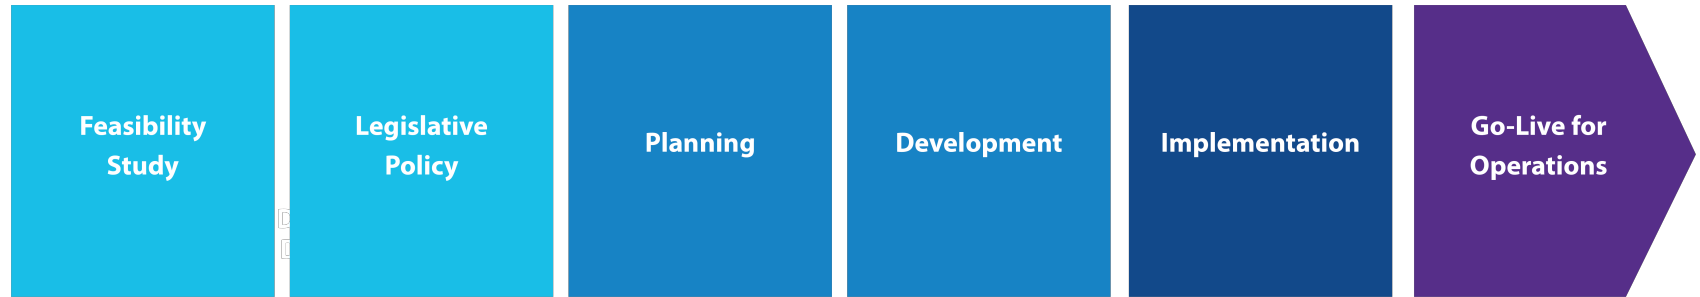 Feasibility
Study
Legislative
Policy
Planning
Development
Implementation
Go-Live for
Operations